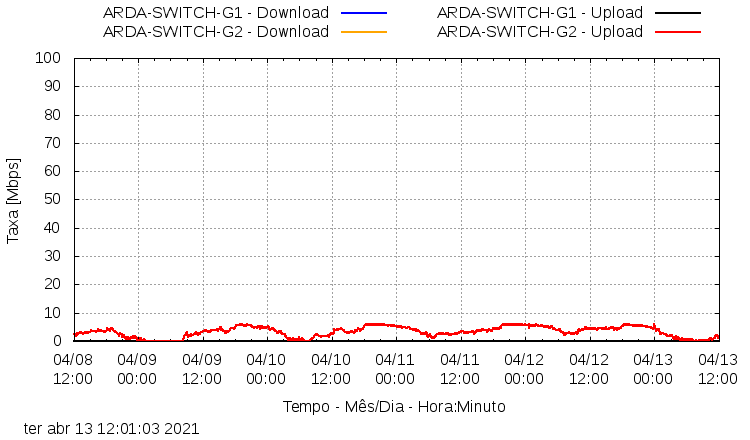 ARDA-SWITCH-G1 - Download
ARDA-SWITCH-G1 - Upload
ARDA-SWITCH-G2 - Download
ARDA-SWITCH-G2 - Upload
100
90
80
70
60
50
40
30
20
10
0
Taxa [Mbps]
04/08 04/09 04/09 04/10 04/10 04/11 04/11 04/12 04/12 04/13 04/13
12:00 00:00 12:00 00:00 12:00 00:00 12:00 00:00 12:00 00:00 12:00
Tempo - Mês/Dia - Hora:Minuto
ter abr 13 12:01:03 2021